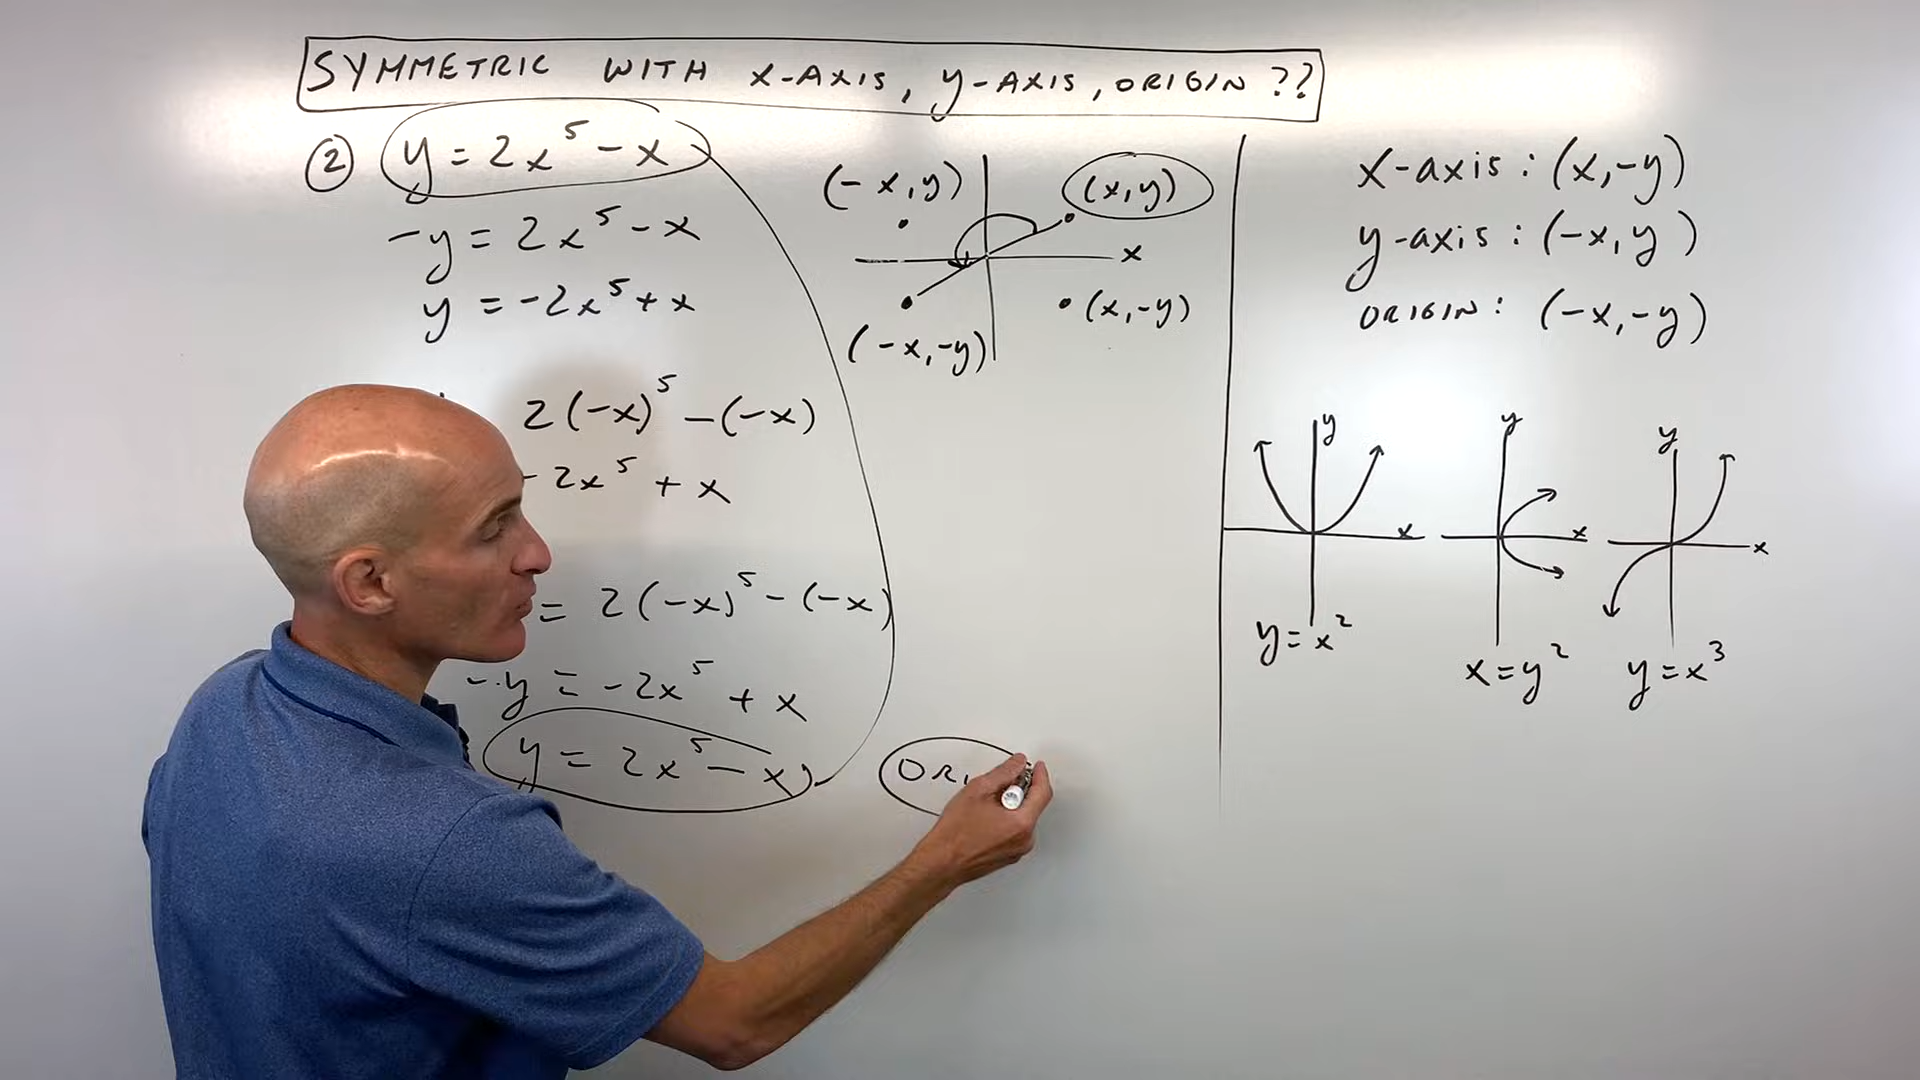 SYMMETRIC WITH X-AXIS, y-AXIS, ORIGIN ??
② y = 2x⁵ - x
-y = 2x⁵ - x
y = -2x⁵ + x
2(-x)⁵ - (-x)
-2x⁵ + x
= 2(-x)⁵ - (-x)
-y = -2x⁵ + x
y = 2x⁵ - x
(-x, y)
(x, y)
x
(x, -y)
(-x, -y)
x-axis : (x, -y)
y-axis : (-x, y)
ORIGIN : (-x, -y)
y
x
y = x²
y
x
x = y²
y
x
y = x³